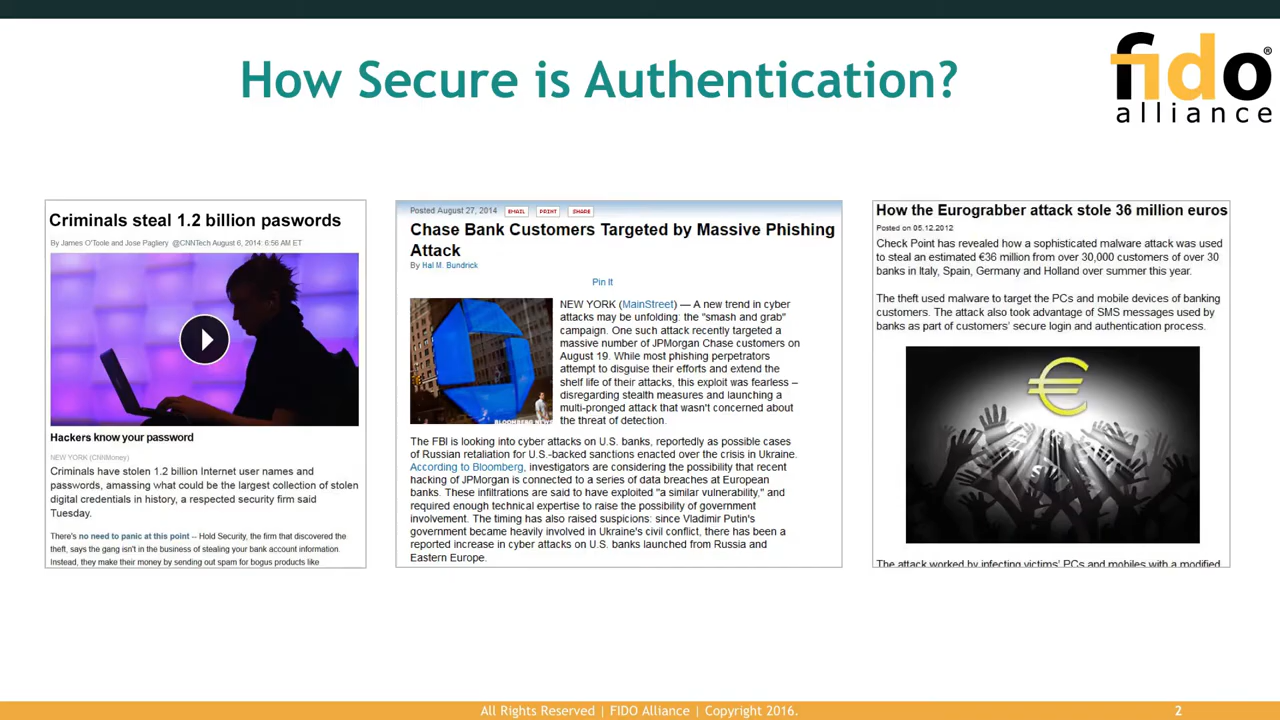 How Secure is Authentication?
fido®
alliance
Criminals steal 1.2 billion paswords
By James O'Toole and Jose Pagliery @CNNTech August 6, 2014: 6:56 AM ET
Hackers know your password
NEW YORK (CNNMoney)
Criminals have stolen 1.2 billion Internet user names and
passwords, amassing what could be the largest collection of stolen
digital credentials in history, a respected security firm said
Tuesday.
There's no need to panic at this point -- Hold Security, the firm that discovered the
theft, says the gang isn't in the business of stealing your bank account information.
Instead, they make their money by sending out spam for bogus products like
Posted August 27, 2014 EMAIL PRINT SHARE
Chase Bank Customers Targeted by Massive Phishing
Attack
By Hal M. Bundrick
Pin It
NEW YORK (MainStreet) — A new trend in cyber
attacks may be unfolding: the "smash and grab"
campaign. One such attack recently targeted a
massive number of JPMorgan Chase customers on
August 19. While most phishing perpetrators
attempt to disguise their efforts and extend the
shelf life of their attacks, this exploit was fearless –
disregarding stealth measures and launching a
multi-pronged attack that wasn't concerned about
the threat of detection.
BLOOMBERG NEWS
The FBI is looking into cyber attacks on U.S. banks, reportedly as possible cases
of Russian retaliation for U.S.-backed sanctions enacted over the crisis in Ukraine.
According to Bloomberg, investigators are considering the possibility that recent
hacking of JPMorgan is connected to a series of data breaches at European
banks. These infiltrations are said to have exploited "a similar vulnerability," and
required enough technical expertise to raise the possibility of government
involvement. The timing has also raised suspicions: since Vladimir Putin's
government became heavily involved in Ukraine's civil conflict, there has been a
reported increase in cyber attacks on U.S. banks launched from Russia and
Eastern Europe.
How the Eurograbber attack stole 36 million euros
Posted on 05.12.2012
Check Point has revealed how a sophisticated malware attack was used
to steal an estimated €36 million from over 30,000 customers of over 30
banks in Italy, Spain, Germany and Holland over summer this year.
The theft used malware to target the PCs and mobile devices of banking
customers. The attack also took advantage of SMS messages used by
banks as part of customers' secure login and authentication process.
€
The attack worked by infecting victims' PCs and mobiles with a modified
All Rights Reserved | FIDO Alliance | Copyright 2016.
2